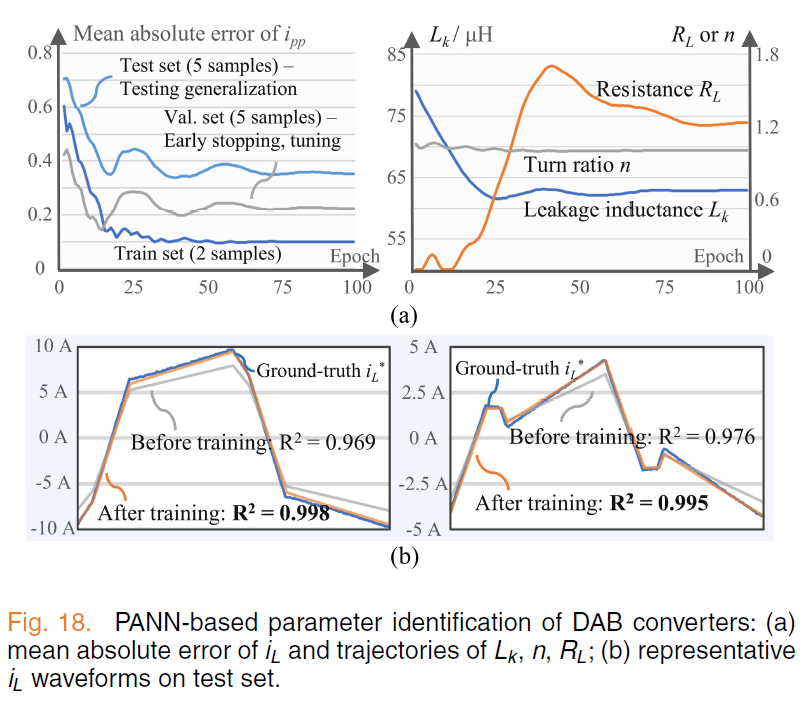 Mean absolute error of ipp
0.8
0.6
0.4
0.2
0
Test set (5 samples) –
Testing generalization
Val. set (5 samples) –
Early stopping, tuning
Train set (2 samples)
Epoch
0 25 50 75 100
Lk / μH
RL or n
85
75
65
55
1.8
1.2
0.6
0
Resistance RL
Turn ratio n
Leakage inductance Lk
Epoch
0 25 50 75 100
(a)
10 A
5 A
0 A
-5 A
-10 A
Ground-truth iL*
Before training: R² = 0.969
After training: R² = 0.998
5 A
2.5 A
0 A
-2.5 A
-5 A
Ground-truth iL*
Before training: R² = 0.976
After training: R² = 0.995
(b)
Fig. 18. PANN-based parameter identification of DAB converters: (a)
mean absolute error of iL and trajectories of Lk, n, RL; (b) representative
iL waveforms on test set.